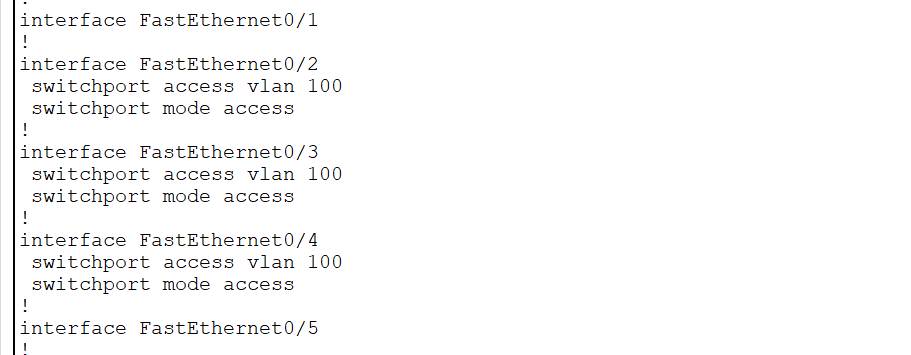 !
interface FastEthernet0/1
!
interface FastEthernet0/2
 switchport access vlan 100
 switchport mode access
!
interface FastEthernet0/3
 switchport access vlan 100
 switchport mode access
!
interface FastEthernet0/4
 switchport access vlan 100
 switchport mode access
!
interface FastEthernet0/5
!